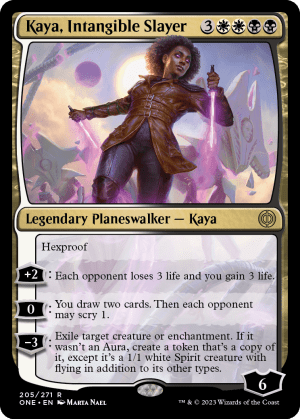 Kaya, Intangible Slayer 3
Legendary Planeswalker — Kaya
Hexproof
+2: Each opponent loses 3 life and you gain 3 life.
0: You draw two cards. Then each opponent
may scry 1.
−3: Exile target creature or enchantment. If it
wasn't an Aura, create a token that's a copy of
it, except it's a 1/1 white Spirit creature with
flying in addition to its other types.
6
205/271 R
ONE • EN Marta Nael
™ & © 2023 Wizards of the Coast